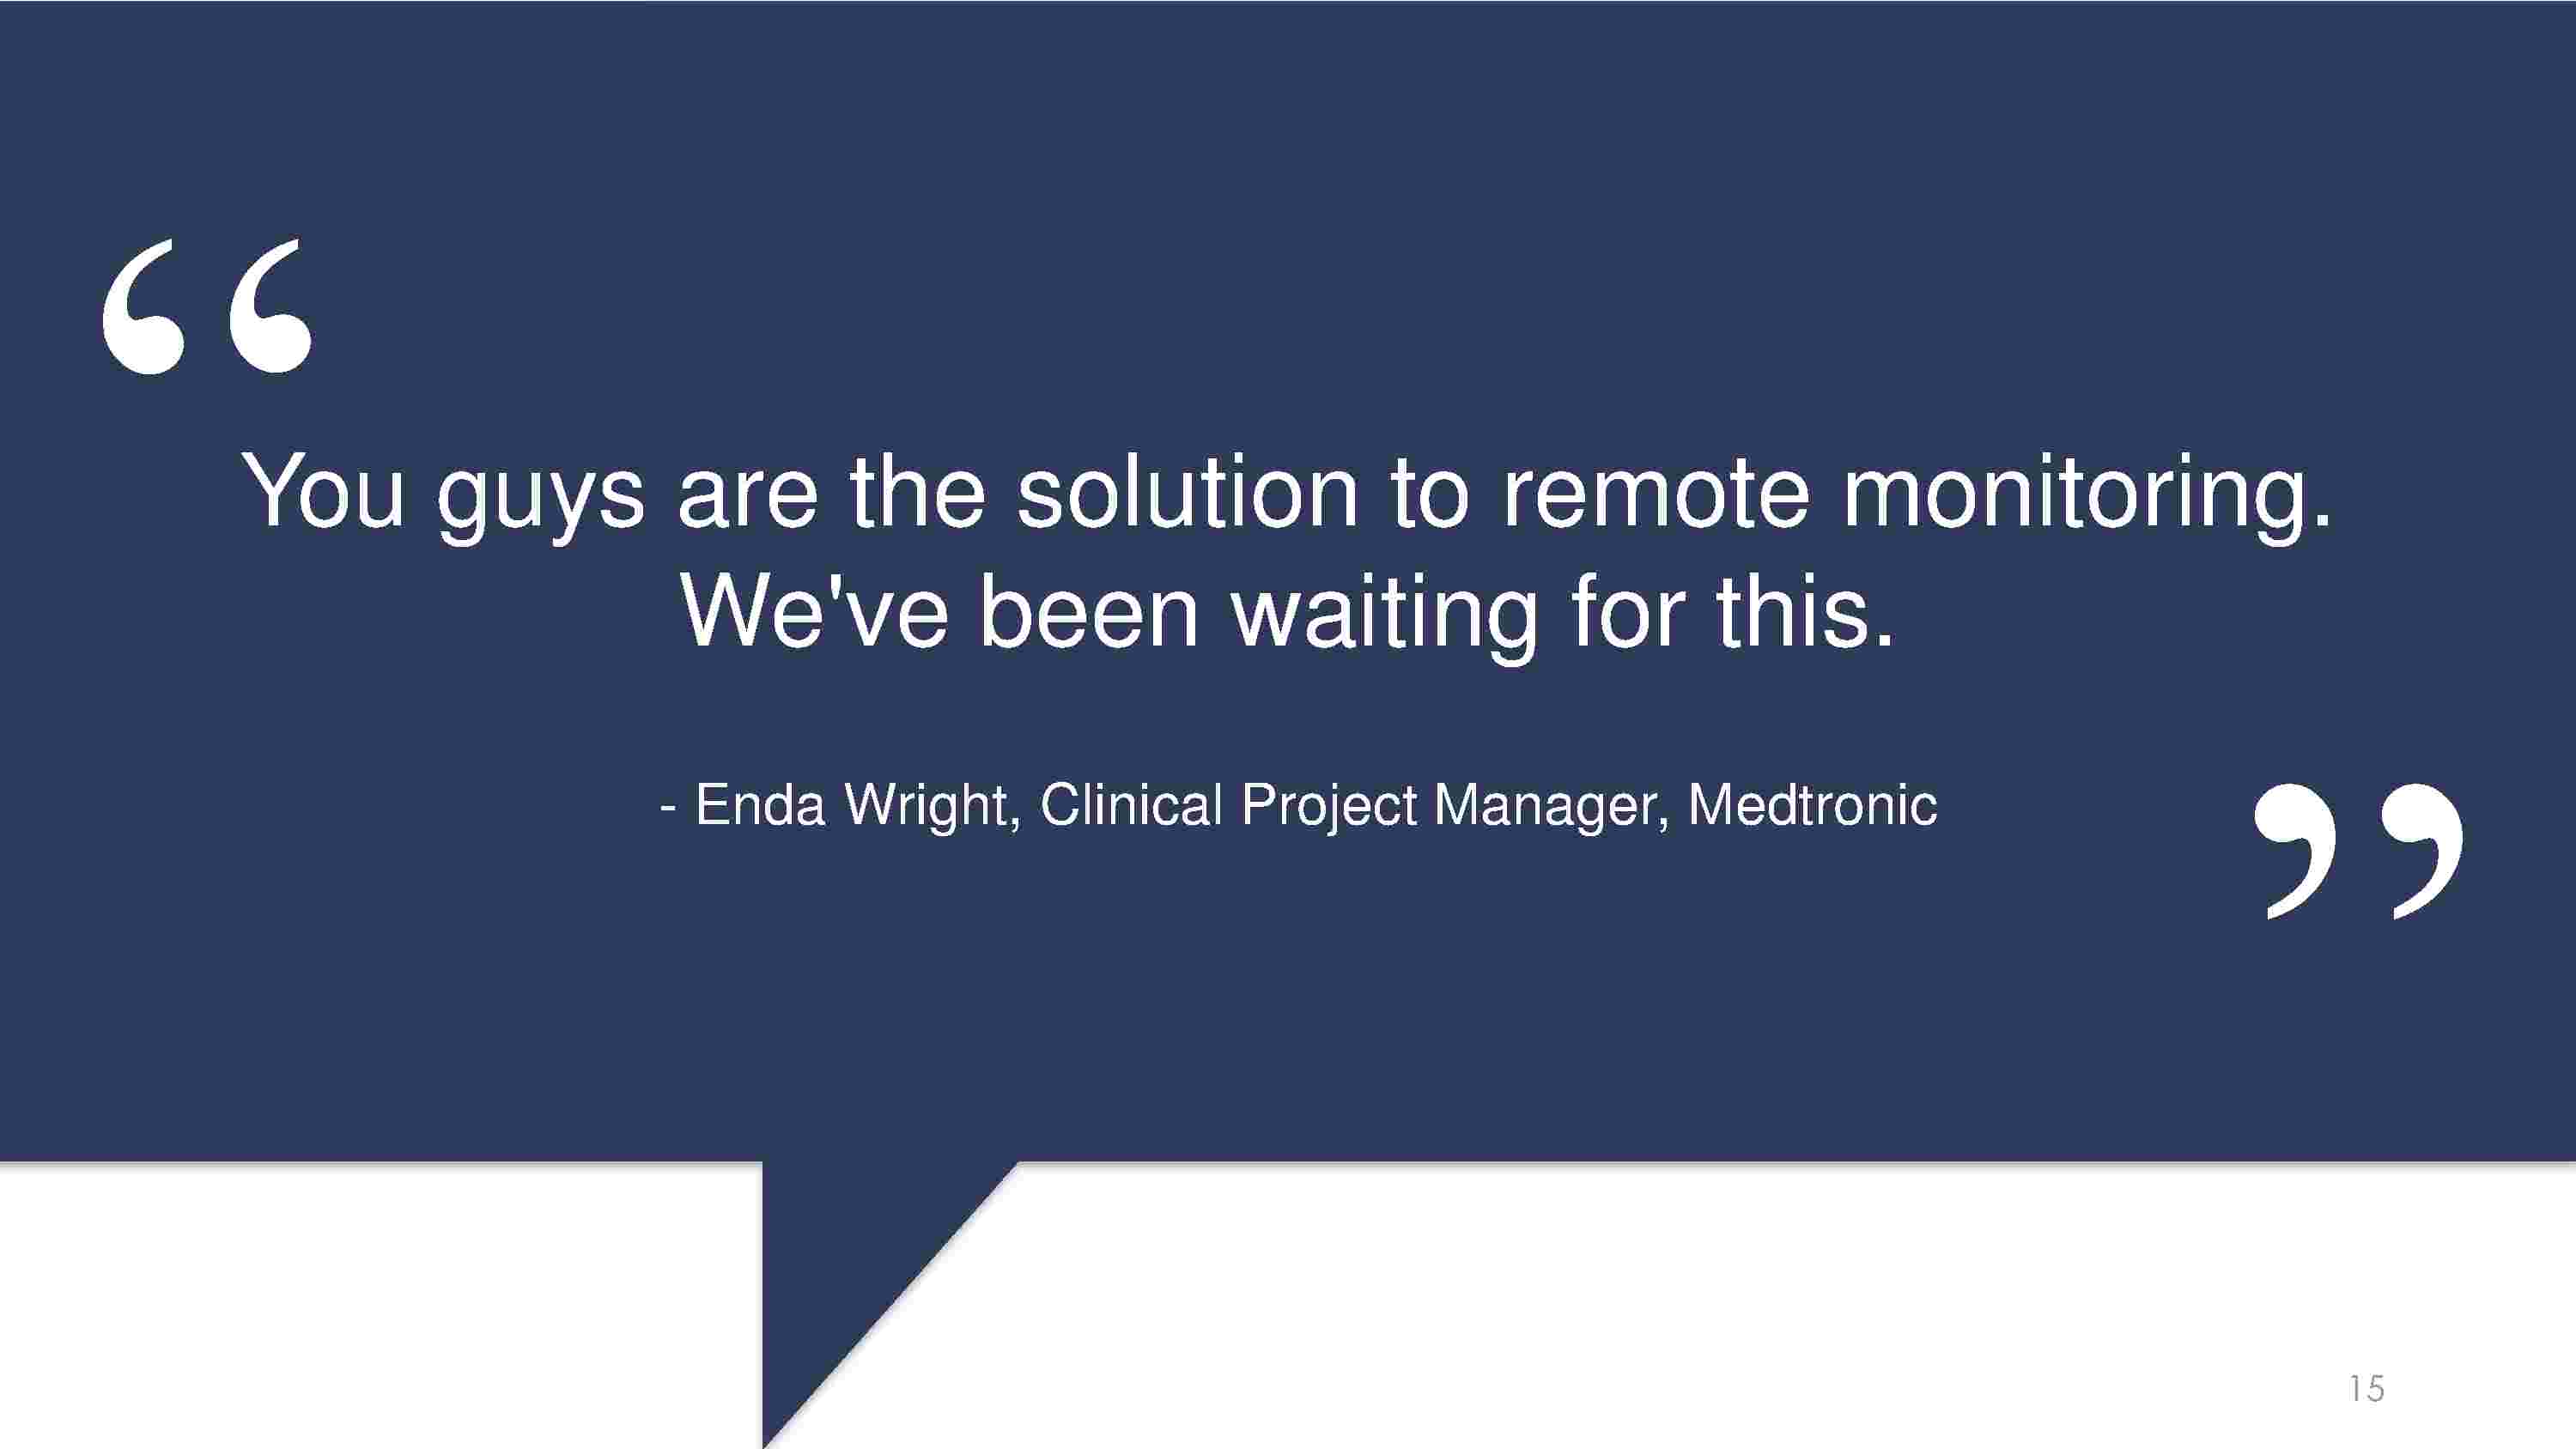 “
You guys are the solution to remote monitoring.
We've been waiting for this.
- Enda Wright, Clinical Project Manager, Medtronic
”
15